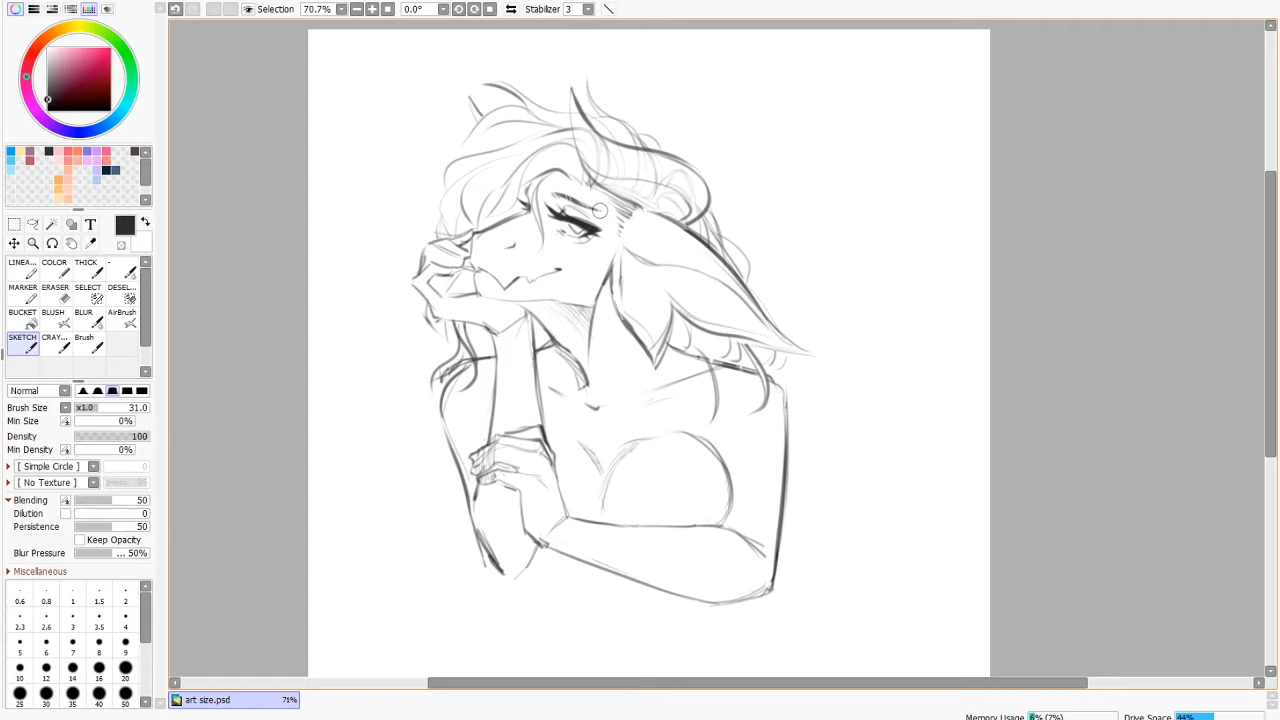 Selection 70.7% 0.0° Stabilizer 3
T
LINEA... COLOR THICK -
MARKER ERASER SELECT DESEL...
BUCKET BLUSH BLUR AirBrush
SKETCH CRAY... Brush
Normal
Brush Size x1.0 31.0
Min Size 0%
Density 100
Min Density 0%
[ Simple Circle ] 0
[ No Texture ]
Blending 50
Dilution 0
Persistence 50
Keep Opacity
Blur Pressure ... 50%
Miscellaneous
0.6 0.8 1 1.5 2
2.3 2.6 3 3.5 4
5 6 7 8 9
10 12 14 16 20
25 30 35 40 50
art size.psd 71%
Memory Usage 6% (7%) Drive Space 44%